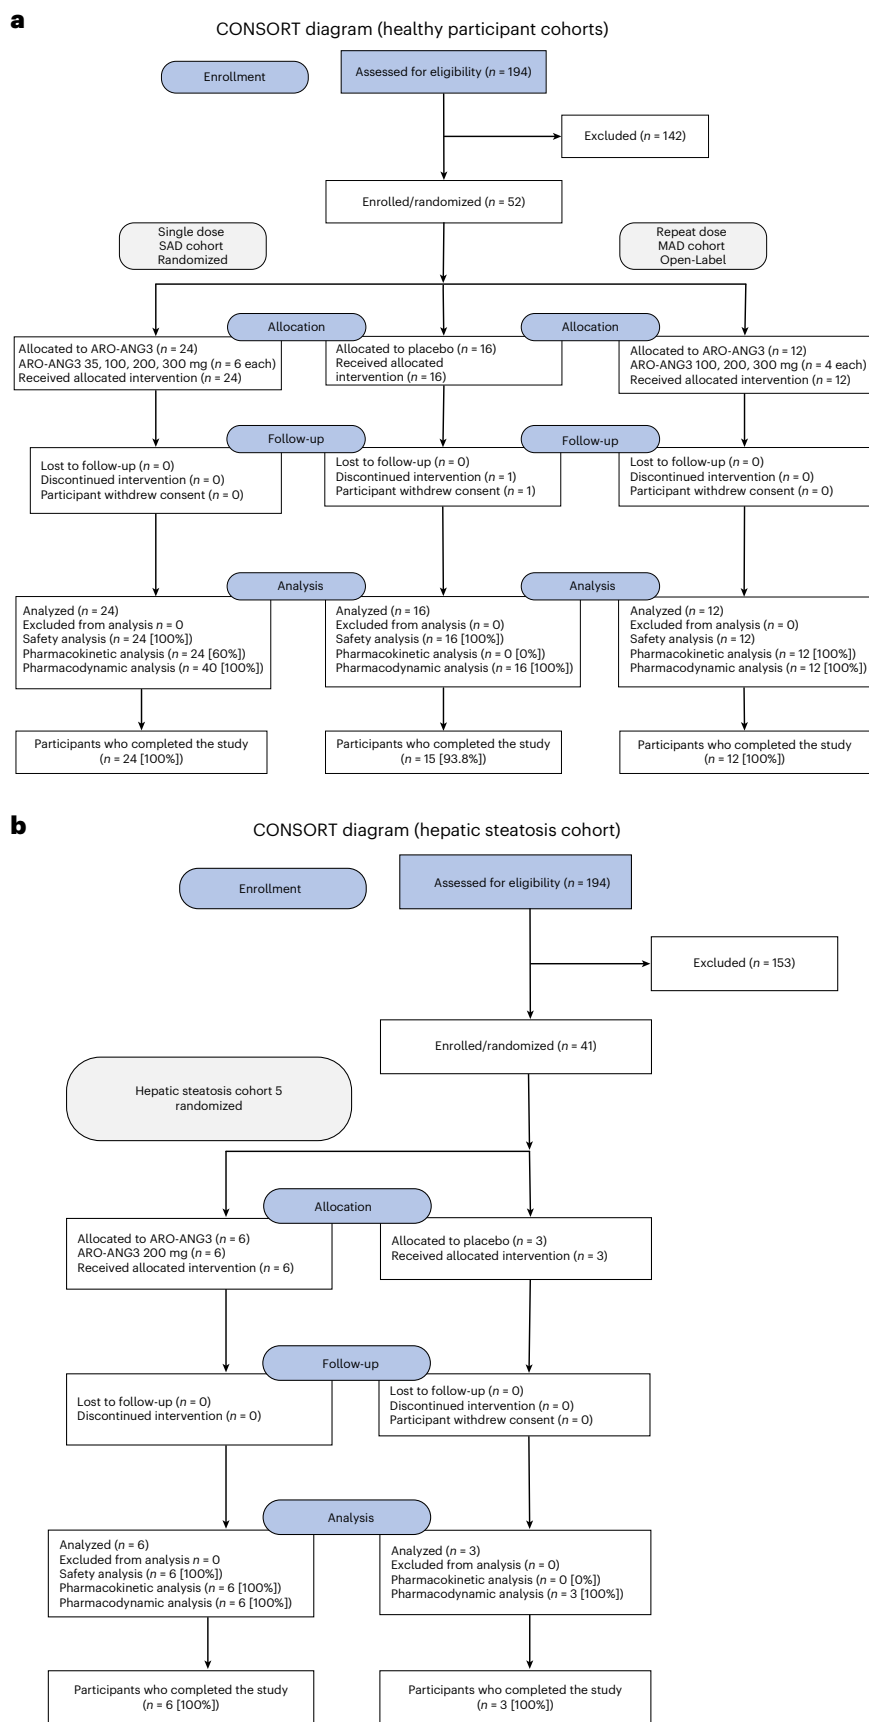 a
CONSORT diagram (healthy participant cohorts)
Enrollment
Assessed for eligibility (n = 194)
Excluded (n = 142)
Enrolled/randomized (n = 52)
Single dose
SAD cohort
Randomized
Repeat dose
MAD cohort
Open-Label
Allocation
Allocation
Allocated to ARO-ANG3 (n = 24)
ARO-ANG3 35, 100, 200, 300 mg (n = 6 each)
Received allocated intervention (n = 24)
Allocated to placebo (n = 16)
Received allocated
intervention (n = 16)
Allocated to ARO-ANG3 (n = 12)
ARO-ANG3 100, 200, 300 mg (n = 4 each)
Received allocated intervention (n = 12)
Follow-up
Follow-up
Lost to follow-up (n = 0)
Discontinued intervention (n = 0)
Participant withdrew consent (n = 0)
Lost to follow-up (n = 0)
Discontinued intervention (n = 1)
Participant withdrew consent (n = 1)
Lost to follow-up (n = 0)
Discontinued intervention (n = 0)
Participant withdrew consent (n = 0)
Analysis
Analysis
Analyzed (n = 24)
Excluded from analysis n = 0
Safety analysis (n = 24 [100%])
Pharmacokinetic analysis (n = 24 [60%])
Pharmacodynamic analysis (n = 40 [100%])
Analyzed (n = 16)
Excluded from analysis (n = 0)
Safety analysis (n = 16 [100%])
Pharmacokinetic analysis (n = 0 [0%])
Pharmacodynamic analysis (n = 16 [100%])
Analyzed (n = 12)
Excluded from analysis (n = 0)
Safety analysis (n = 12)
Pharmacokinetic analysis (n = 12 [100%])
Pharmacodynamic analysis (n = 12 [100%])
Participants who completed the study
(n = 24 [100%])
Participants who completed the study
(n = 15 [93.8%])
Participants who completed the study
(n = 12 [100%])
b
CONSORT diagram (hepatic steatosis cohort)
Enrollment
Assessed for eligibility (n = 194)
Excluded (n = 153)
Enrolled/randomized (n = 41)
Hepatic steatosis cohort 5
randomized
Allocation
Allocated to ARO-ANG3 (n = 6)
ARO-ANG3 200 mg (n = 6)
Received allocated intervention (n = 6)
Allocated to placebo (n = 3)
Received allocated intervention (n = 3)
Follow-up
Lost to follow-up (n = 0)
Discontinued intervention (n = 0)
Lost to follow-up (n = 0)
Discontinued intervention (n = 0)
Participant withdrew consent (n = 0)
Analysis
Analyzed (n = 6)
Excluded from analysis n = 0
Safety analysis (n = 6 [100%])
Pharmacokinetic analysis (n = 6 [100%])
Pharmacodynamic analysis (n = 6 [100%])
Analyzed (n = 3)
Excluded from analysis (n = 0)
Pharmacokinetic analysis (n = 0 [0%])
Pharmacodynamic analysis (n = 3 [100%])
Participants who completed the study
(n = 6 [100%])
Participants who completed the study
(n = 3 [100%])